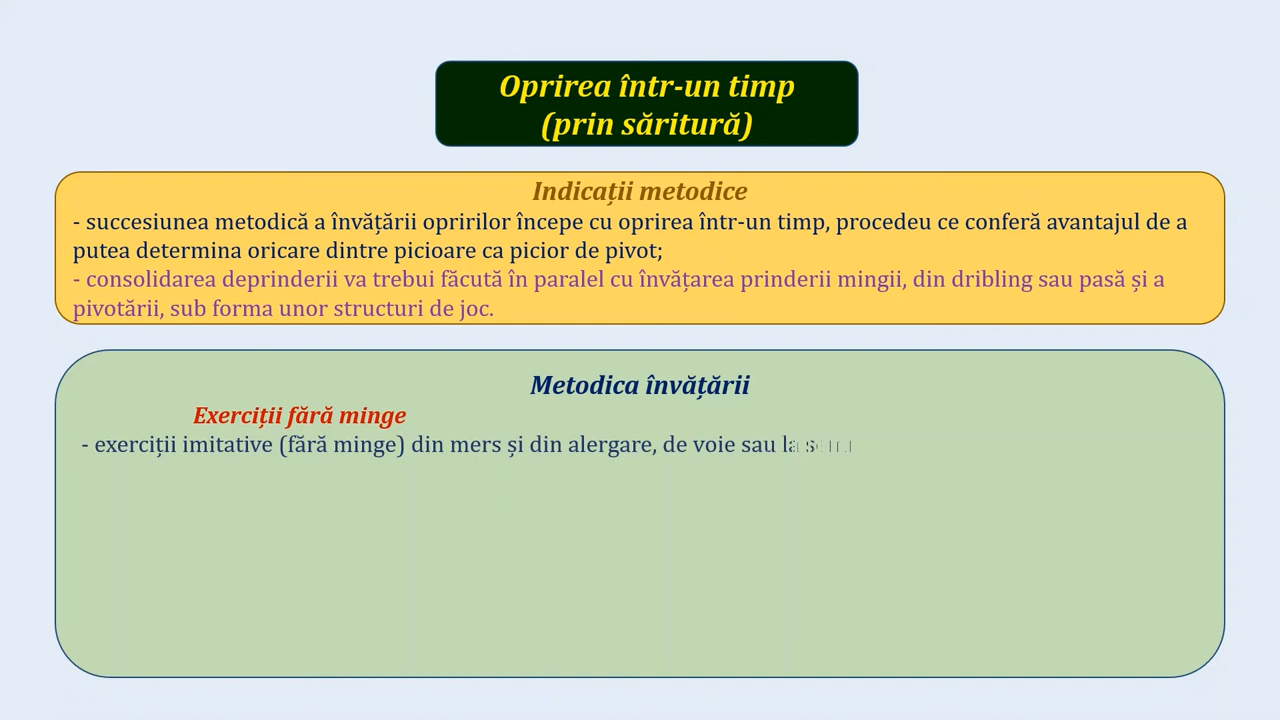 Oprirea într-un timp
(prin săritură)
Indicații metodice
- succesiunea metodică a învățării opririlor începe cu oprirea într-un timp, procedeu ce conferă avantajul de a
putea determina oricare dintre picioare ca picior de pivot;
- consolidarea deprinderii va trebui făcută în paralel cu învățarea prinderii mingii, din dribling sau pasă și a
pivotării, sub forma unor structuri de joc.
Metodica învățării
Exerciții fără minge
- exerciții imitative (fără minge) din mers și din alergare, de voie sau la